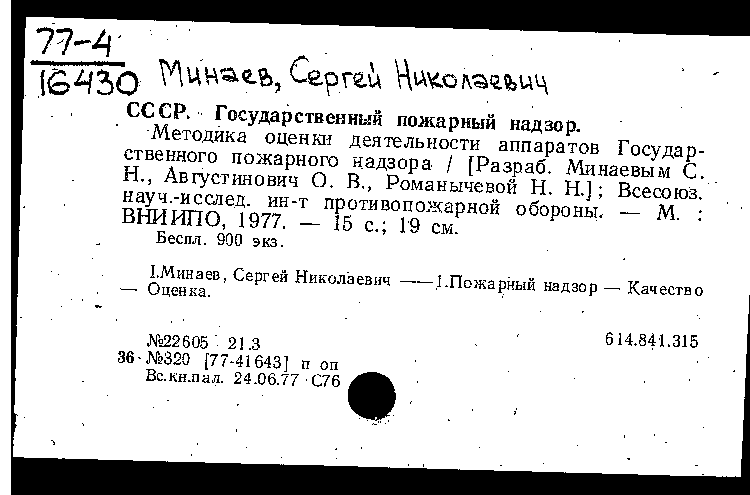 77-4
16430
Минаев, Сергей Николаевич
СССР. Государственный пожарный надзор.
Методика оценки деятельности аппаратов Государ-
ственного пожарного надзора / [Разраб. Минаевым С.
Н., Августинович О. В., Романычевой Н. Н.]; Всесоюз.
науч.-исслед. ин-т противопожарной обороны. — М. :
ВНИИПО, 1977. — 15 с.; 19 см.
Беспл. 900 экз.
I.Минаев, Сергей Николаевич ——1.Пожарный надзор — Качество
— Оценка.
№22605 21.3 614.841.315
36 №320 [77-41643] п оп
Вс.кн.пал. 24.06.77 С76